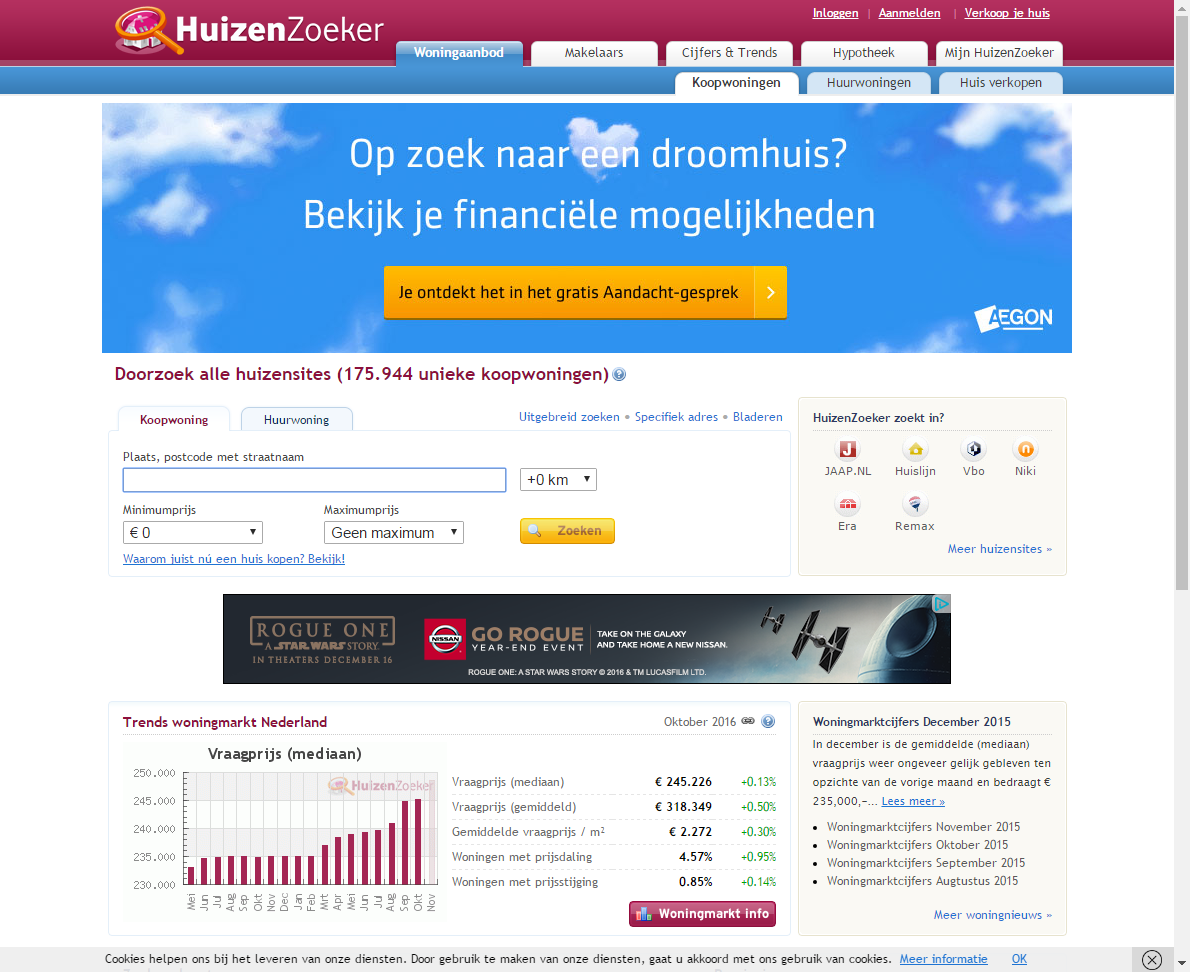 Inloggen | Aanmelden | Verkoop je huis
HuizenZoeker
Woningaanbod Makelaars Cijfers & Trends Hypotheek Mijn HuizenZoeker
Koopwoningen Huurwoningen Huis verkopen
Op zoek naar een droomhuis?
Bekijk je financiële mogelijkheden
Je ontdekt het in het gratis Aandacht-gesprek
AEGON
Doorzoek alle huizensites (175.944 unieke koopwoningen)
Koopwoning Huurwoning
Uitgebreid zoeken • Specifiek adres • Bladeren
Plaats, postcode met straatnaam
+0 km
Minimumprijs Maximumprijs
€ 0 Geen maximum Zoeken
Waarom juist nú een huis kopen? Bekijk!
HuizenZoeker zoekt in?
JAAP.NL Huislijn Vbo Niki
Era Remax
Meer huizensites »
ROGUE ONE
A STAR WARS STORY
IN THEATERS DECEMBER 16
NISSAN
GO ROGUE
YEAR-END EVENT
TAKE ON THE GALAXY
AND TAKE HOME A NEW NISSAN.
ROGUE ONE: A STAR WARS STORY © 2016 & TM LUCASFILM LTD.
Trends woningmarkt Nederland
Oktober 2016
Vraagprijs (mediaan)
HuizenZoeker
250.000
245.000
240.000
235.000
230.000
Mei Jun Jul Aug Sep Okt Nov Dec Jan Feb Mrt Apr Mei Jun Jul Aug Sep Okt Nov
Vraagprijs (mediaan) € 245.226 +0.13%
Vraagprijs (gemiddeld) € 318.349 +0.50%
Gemiddelde vraagprijs / m² € 2.272 +0.30%
Woningen met prijsdaling 4.57% +0.95%
Woningen met prijsstijging 0.85% +0.14%
Woningmarkt info
Woningmarktcijfers December 2015
In december is de gemiddelde (mediaan)
vraagprijs weer ongeveer gelijk gebleven ten
opzichte van de vorige maand en bedraagt €
235,000,–... Lees meer »
• Woningmarktcijfers November 2015
• Woningmarktcijfers Oktober 2015
• Woningmarktcijfers September 2015
• Woningmarktcijfers Augtustus 2015
Meer woningnieuws »
Cookies helpen ons bij het leveren van onze diensten. Door gebruik te maken van onze diensten, gaat u akkoord met ons gebruik van cookies. Meer informatie OK